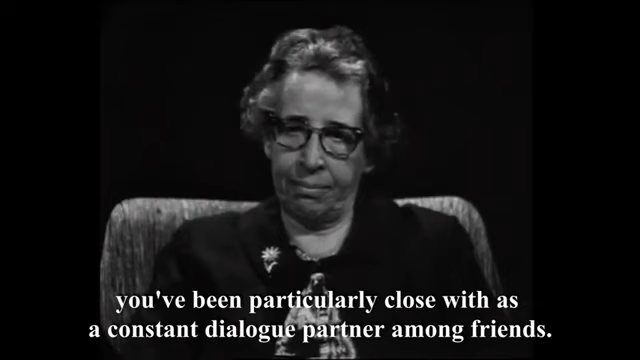 you've been particularly close with as
a constant dialogue partner among friends.